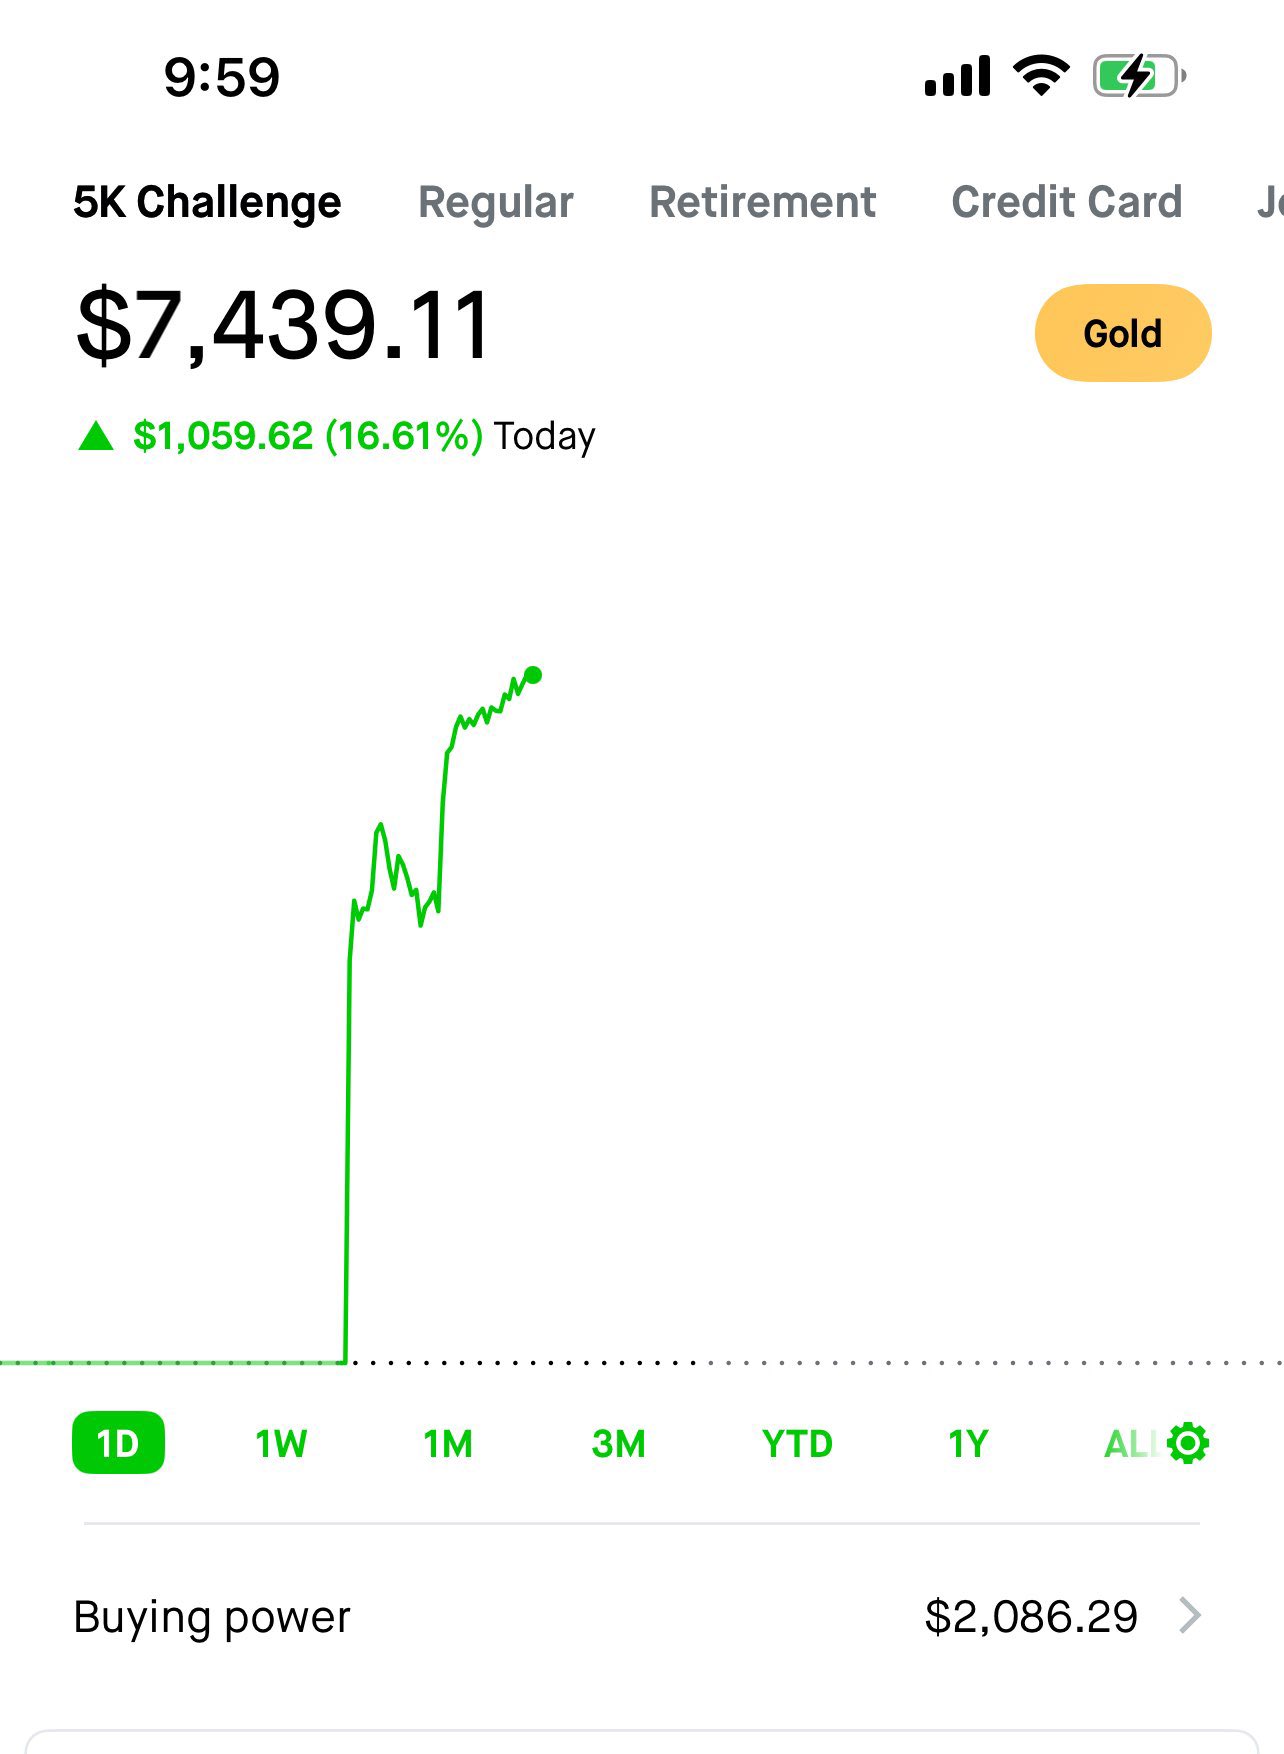 9:59
5K Challenge Regular Retirement Credit Card
$7,439.11
Gold
▲ $1,059.62 (16.61%) Today
1D 1W 1M 3M YTD 1Y ALL
Buying power $2,086.29